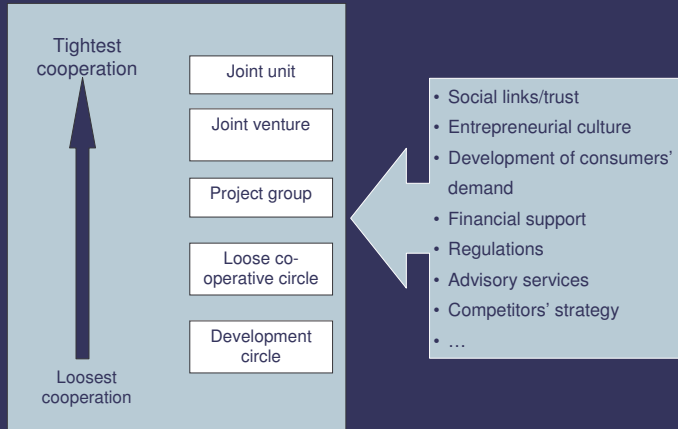 Tightest
cooperation
Joint unit
Joint venture
Project group
Loose co-
operative circle
Development
circle
Loosest
cooperation
• Social links/trust
• Entrepreneurial culture
• Development of consumers’
demand
• Financial support
• Regulations
• Advisory services
• Competitors’ strategy
• …